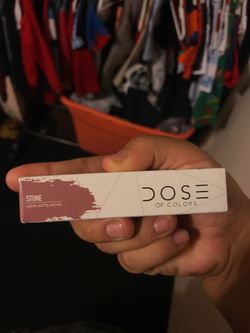 STONE
LIQUID MATTE LIPSTICK
DOSE
OF COLORS